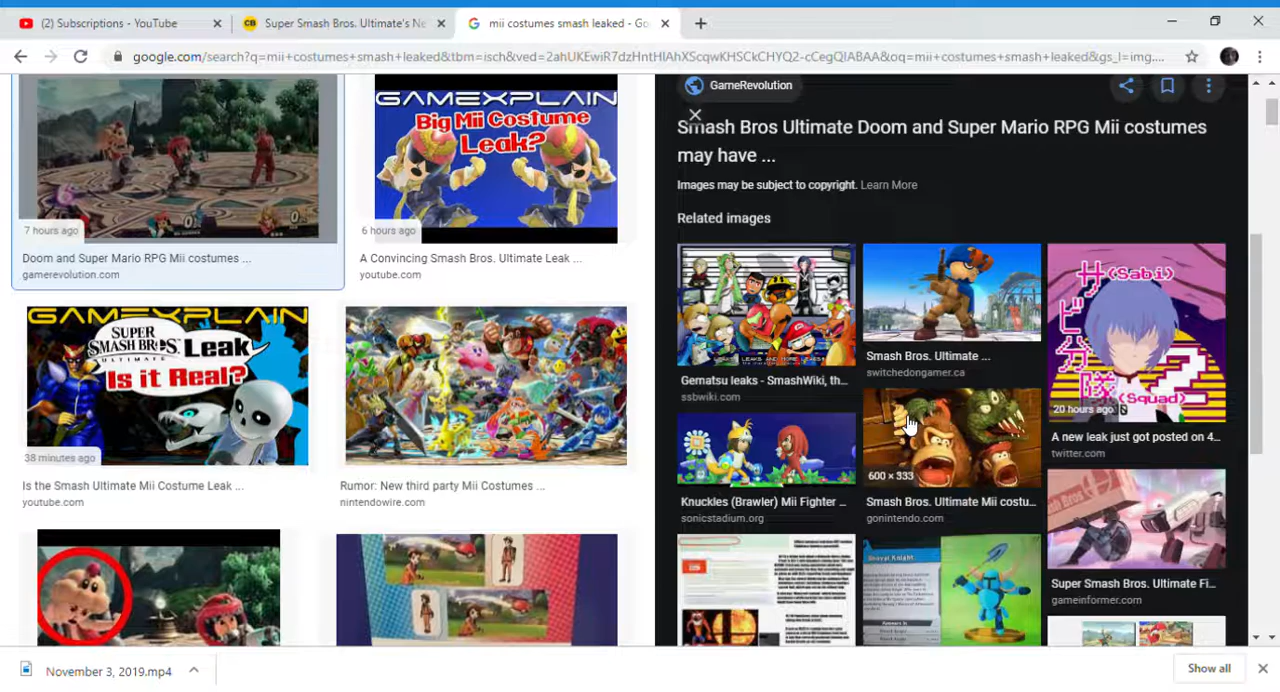 (2) Subscriptions - YouTube
Super Smash Bros. Ultimate's Ne
mii costumes smash leaked - Go
google.com/search?q=mii+costumes+smash+leaked&tbm=isch&ved=2ahUKEwiR7dzHntHlAhXScqwKHSCkCHYQ2-cCegQIABAA&oq=mii+costumes+smash+leaked&gs_l=img....
7 hours ago
Doom and Super Mario RPG Mii costumes ...
gamerevolution.com
GAMEXPLAIN
Big Mii Costume
Leak?
6 hours ago
A Convincing Smash Bros. Ultimate Leak ...
youtube.com
GAMEXPLAIN
SUPER
SMASH BROS.
ULTIMATE
Leak
Is it Real?
38 minutes ago
Is the Smash Ultimate Mii Costume Leak ...
youtube.com
Rumor: New third party Mii Costumes ...
nintendowire.com
GameRevolution
Smash Bros Ultimate Doom and Super Mario RPG Mii costumes
may have ...
Images may be subject to copyright. Learn More
Related images
Gematsu leaks - SmashWiki, th...
ssbwiki.com
Smash Bros. Ultimate ...
switchedongamer.ca
サビ
(Sabi)
カ隊
(Squad)
20 hours ago
A new leak just got posted on 4...
twitter.com
Knuckles (Brawler) Mii Fighter ...
sonicstadium.org
600 × 333
Smash Bros. Ultimate Mii costu...
gonintendo.com
Super Smash Bros. Ultimate Fi...
gameinformer.com
Shovel Knight
November 3, 2019.mp4
Show all